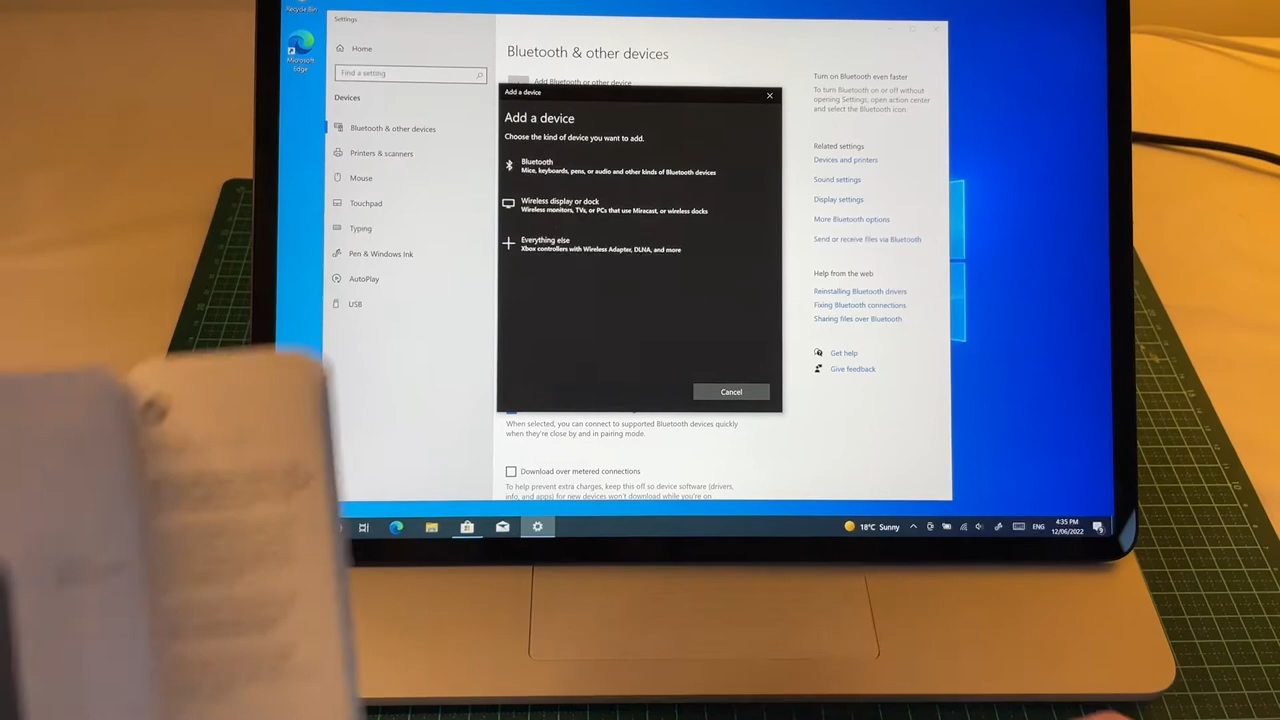 Recycle Bin
Microsoft
Edge
Settings
Home
Find a setting
Devices
Bluetooth & other devices
Printers & scanners
Mouse
Touchpad
Typing
Pen & Windows Ink
AutoPlay
USB
Bluetooth & other devices
Add Bluetooth or other device
Add a device
Add a device
Choose the kind of device you want to add.
Bluetooth
Mice, keyboards, pens, or audio and other kinds of Bluetooth devices
Wireless display or dock
Wireless monitors, TVs, or PCs that use Miracast, or wireless docks
Everything else
Xbox controllers with Wireless Adapter, DLNA, and more
Cancel
When selected, you can connect to supported Bluetooth devices quickly
when they're close by and in pairing mode.
Download over metered connections
To help prevent extra charges, keep this off so device software (drivers,
info, and apps) for new devices won't download while you're on
Turn on Bluetooth even faster
To turn Bluetooth on or off without
opening Settings, open action center
and select the Bluetooth icon.
Related settings
Devices and printers
Sound settings
Display settings
More Bluetooth options
Send or receive files via Bluetooth
Help from the web
Reinstalling Bluetooth drivers
Fixing Bluetooth connections
Sharing files over Bluetooth
Get help
Give feedback
18°C Sunny
ENG
4:35 PM
12/06/2022